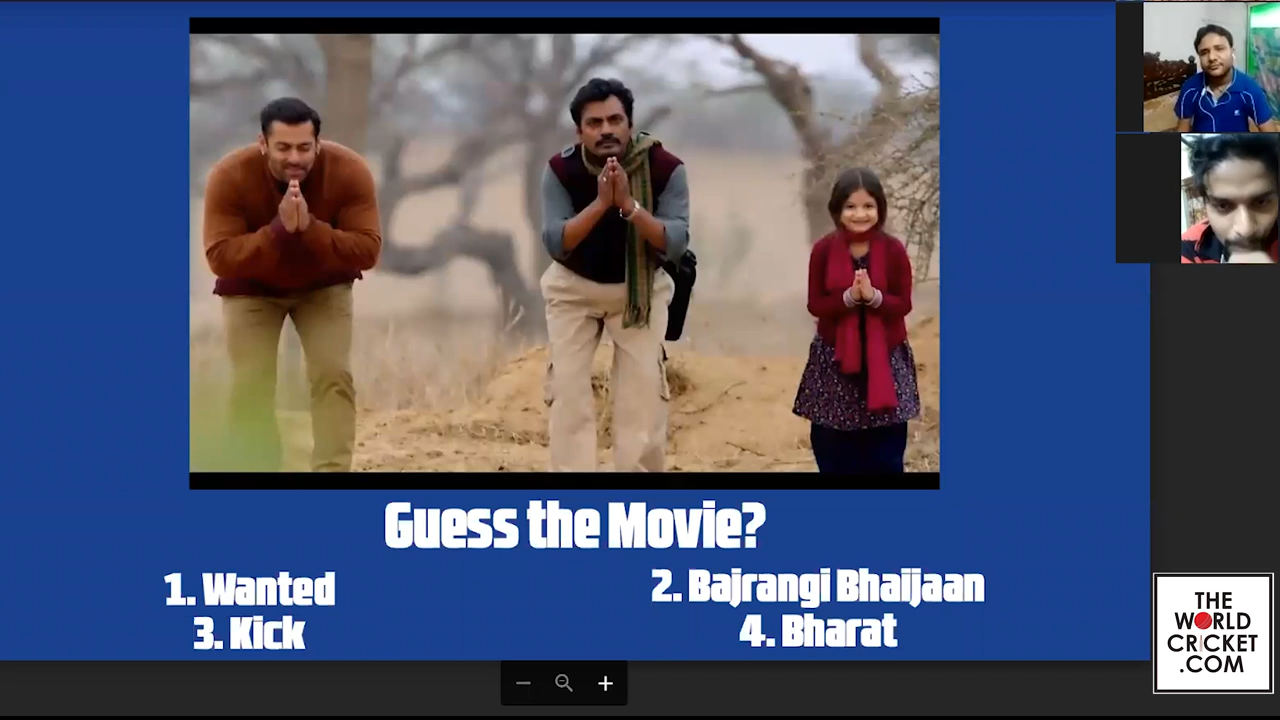 Guess the Movie?
1. Wanted
2. Bajrangi Bhaijaan
3. Kick
4. Bharat
THE
WORLD
CRICKET
.COM